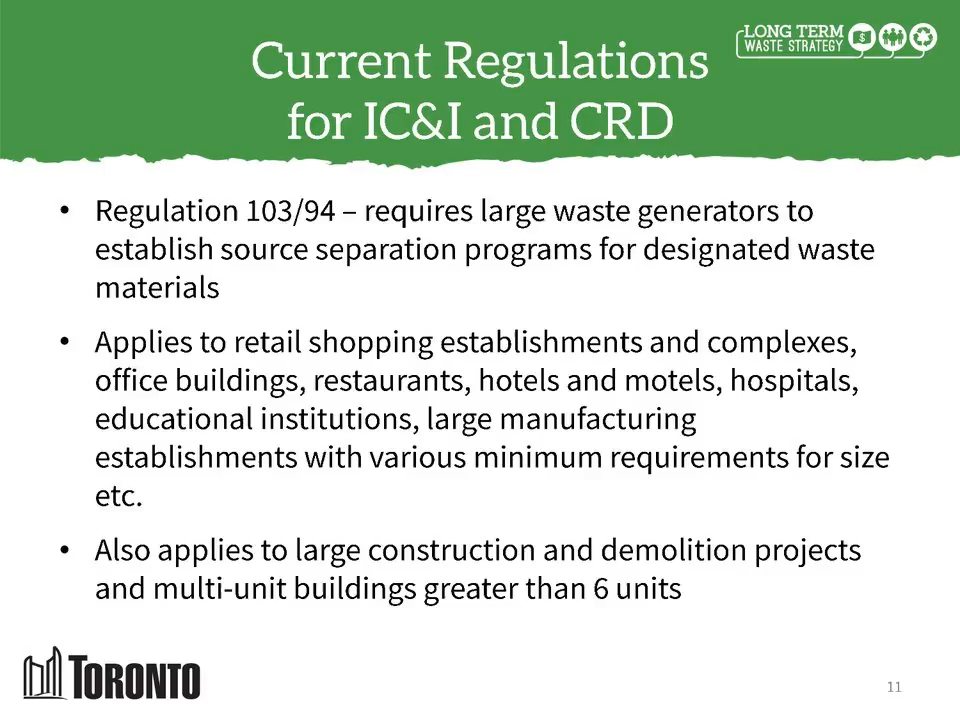 LONG TERM
WASTE STRATEGY
$
Current Regulations
for IC&I and CRD
• Regulation 103/94 – requires large waste generators to
establish source separation programs for designated waste
materials
• Applies to retail shopping establishments and complexes,
office buildings, restaurants, hotels and motels, hospitals,
educational institutions, large manufacturing
establishments with various minimum requirements for size
etc.
• Also applies to large construction and demolition projects
and multi-unit buildings greater than 6 units
TORONTO
11